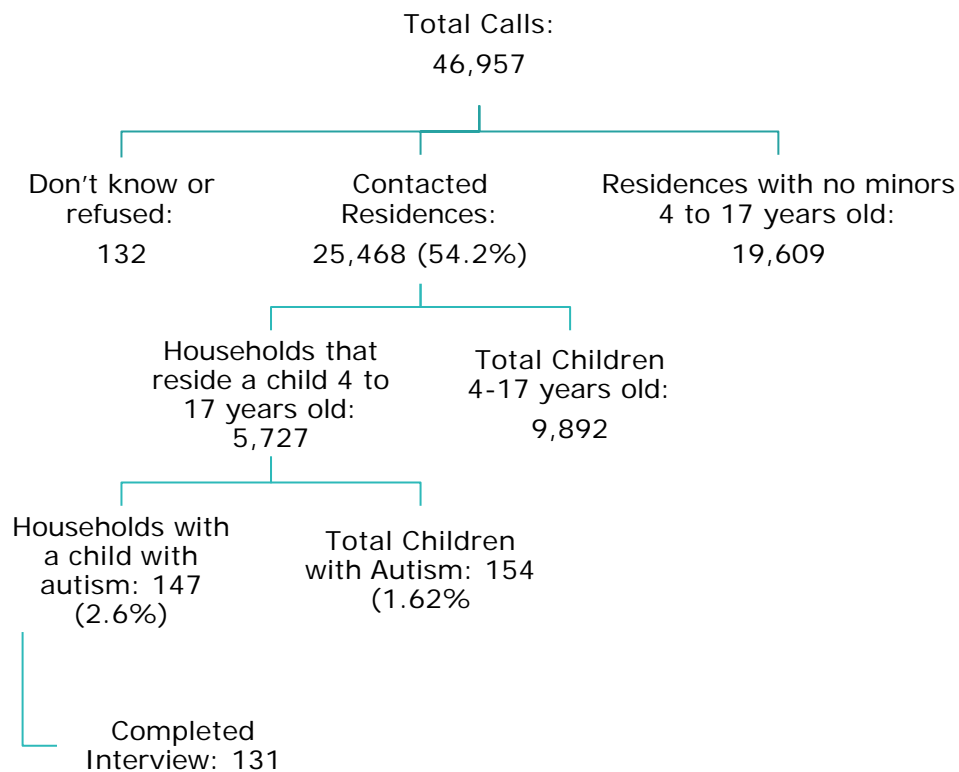 Total Calls:
46,957
Don't know or
refused:
132
Contacted
Residences:
25,468 (54.2%)
Residences with no minors
4 to 17 years old:
19,609
Households that
reside a child 4 to
17 years old:
5,727
Total Children
4-17 years old:
9,892
Households with
a child with
autism: 147
(2.6%)
Total Children
with Autism: 154
(1.62%
Completed
Interview: 131